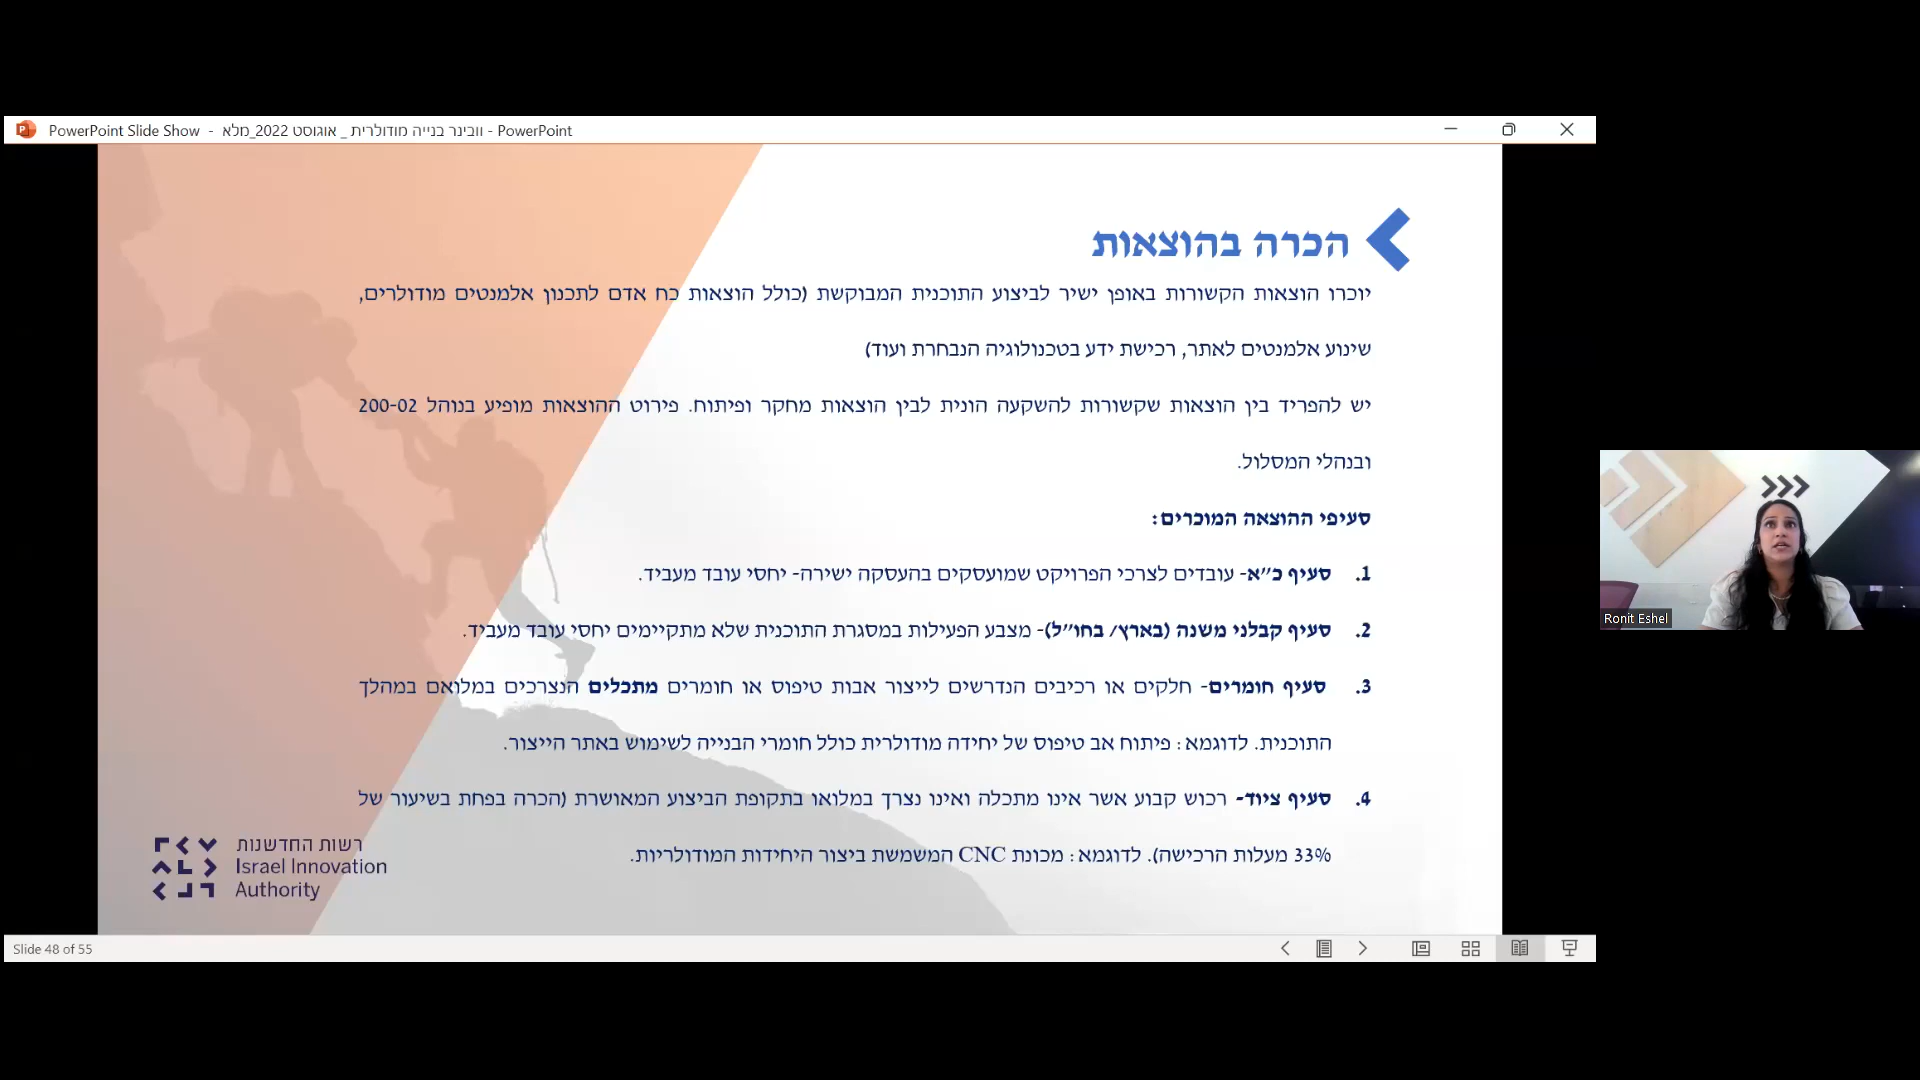 PowerPoint Slide Show - וובינר בנייה מודולרית _ אוגוסט 2022_מלא - PowerPoint
הכרה בהוצאות
יוכרו הוצאות הקשורות באופן ישיר לביצוע התוכנית המבוקשת (כולל הוצאות כח אדם לתכנון אלמנטים מודולרים,
שינוע אלמנטים לאתר, רכישת ידע בטכנולוגיה הנבחרת ועוד)
יש להפריד בין הוצאות שקשורות להשקעה הונית לבין הוצאות מחקר ופיתוח. פירוט ההוצאות מופיע בנוהל 200-02
ובנהלי המסלול.
סעיפי ההוצאה המוכרים:
1. סעיף כ״א- עובדים לצרכי הפרויקט שמועסקים בהעסקה ישירה- יחסי עובד מעביד.
2. סעיף קבלני משנה (בארץ/ בחו״ל)- מצבע הפעילות במסגרת התוכנית שלא מתקיימים יחסי עובד מעביד.
3. סעיף חומרים- חלקים או רכיבים הנדרשים לייצור אבות טיפוס או חומרים מתכלים הנצרכים במלואם במהלך
התוכנית. לדוגמא: פיתוח אב טיפוס של יחידה מודולרית כולל חומרי הבנייה לשימוש באתר הייצור.
4. סעיף ציוד- רכוש קבוע אשר אינו מתכלה ואינו נצרך במלואו בתקופת הביצוע המאושרת (הכרה בפחת בשיעור של
33% מעלות הרכישה). לדוגמא: מכונת CNC המשמשת ביצור היחידות המודולריות.
רשות החדשנות
Israel Innovation
Authority
Slide 48 of 55
Ronit Eshel